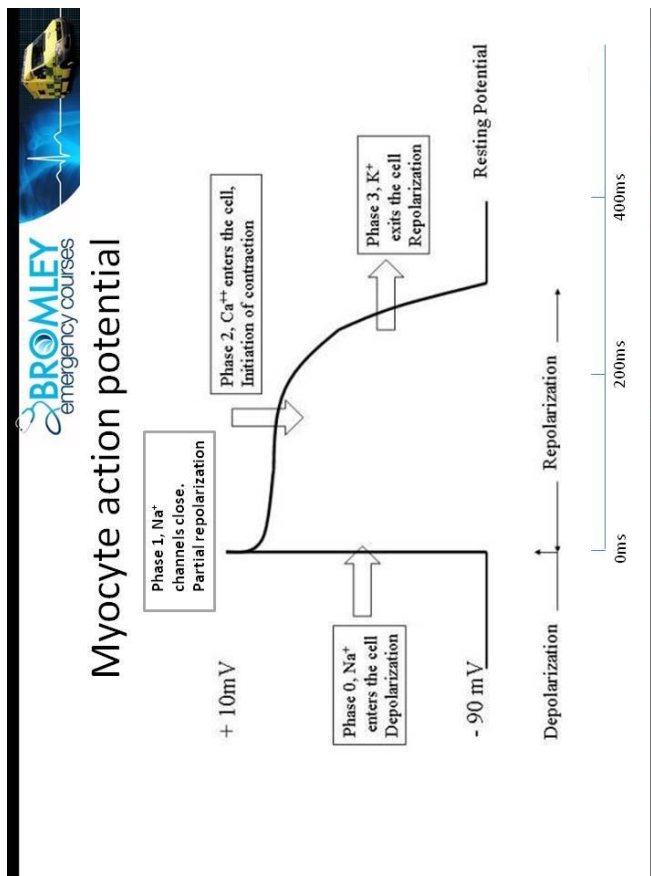 BROMLEY
emergency courses
Myocyte action potential
Phase 1, Na⁺
channels close.
Partial repolarization
Phase 2, Ca⁺⁺ enters the cell,
Initiation of contraction
+ 10mV
Phase 0, Na⁺
enters the cell
Depolarization
Phase 3, K⁺
exits the cell
Repolarization
- 90 mV
Resting Potential
Depolarization
Repolarization
0ms
200ms
400ms